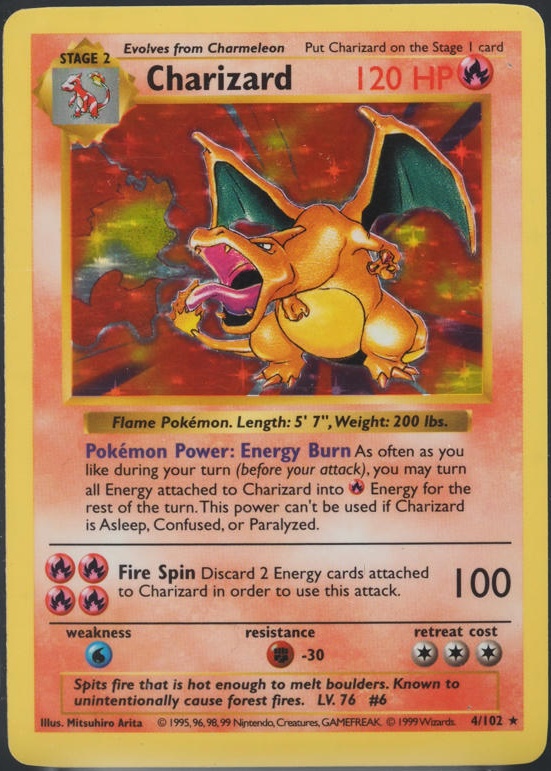 Evolves from Charmeleon Put Charizard on the Stage 1 card
STAGE 2
Charizard 120 HP
Flame Pokémon. Length: 5' 7", Weight: 200 lbs.
Pokémon Power: Energy Burn As often as you
like during your turn (before your attack), you may turn
all Energy attached to Charizard into Energy for the
rest of the turn. This power can't be used if Charizard
is Asleep, Confused, or Paralyzed.
Fire Spin Discard 2 Energy cards attached
to Charizard in order to use this attack. 100
weakness resistance retreat cost
-30
Spits fire that is hot enough to melt boulders. Known to
unintentionally cause forest fires. LV. 76 #6
Illus. Mitsuhiro Arita © 1995, 96, 98, 99 Nintendo, Creatures, GAMEFREAK. © 1999 Wizards. 4/102 ★